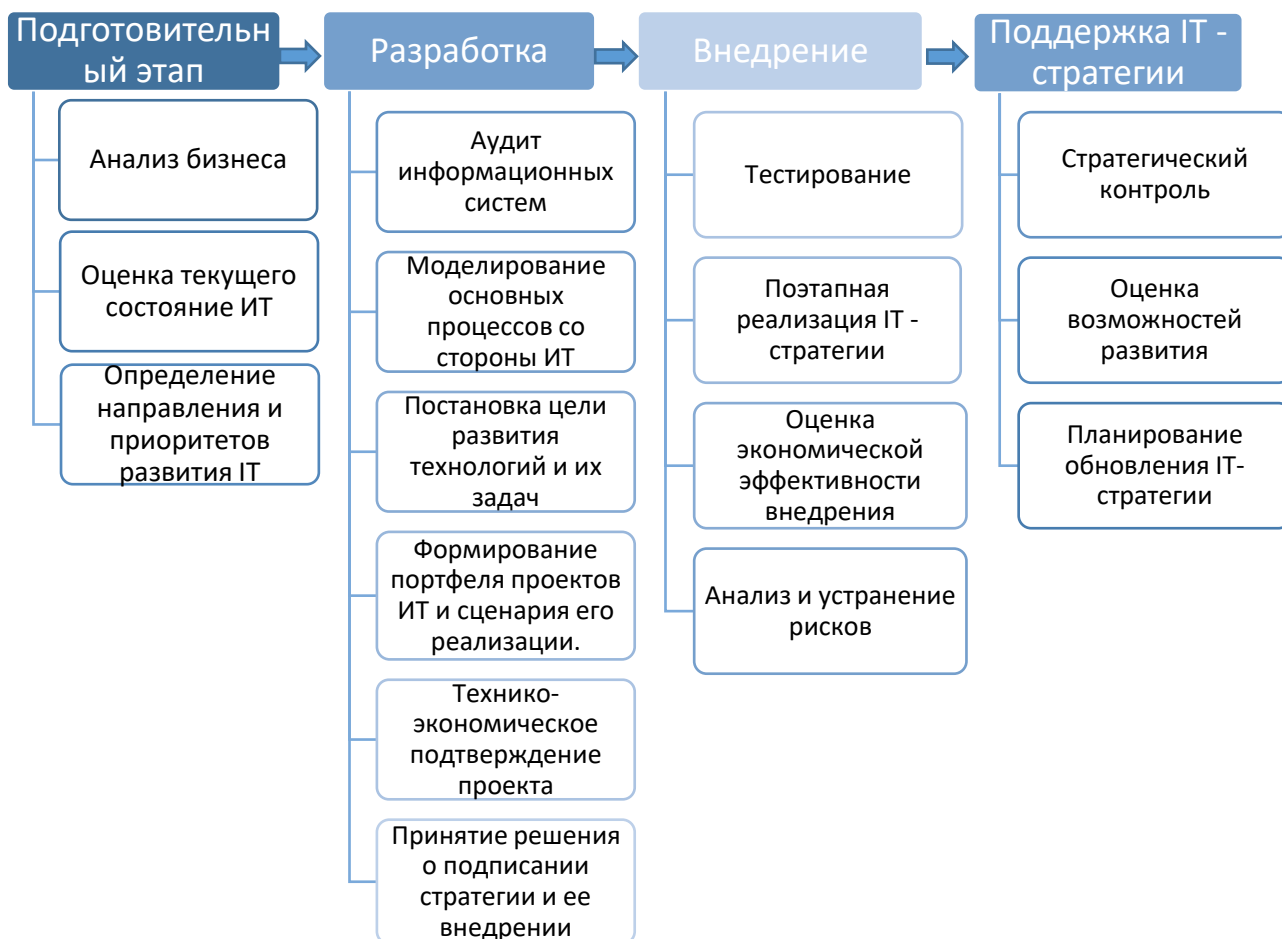 Подготовительн
ый этап
Анализ бизнеса
Оценка текущего
состояние ИТ
Определение
направления и
приоритетов
развития IT
Разработка
Аудит
информационных
систем
Моделирование
основных
процессов со
стороны ИТ
Постановка цели
развития
технологий и их
задач
Формирование
портфеля проектов
ИТ и сценария его
реализации.
Технико-
экономическое
подтверждение
проекта
Принятие решения
о подписании
стратегии и ее
внедрении
Внедрение
Тестирование
Поэтапная
реализация IT -
стратегии
Оценка
экономической
эффективности
внедрения
Анализ и устранение
рисков
Поддержка IT -
стратегии
Стратегический
контроль
Оценка
возможностей
развития
Планирование
обновления IT-
стратегии